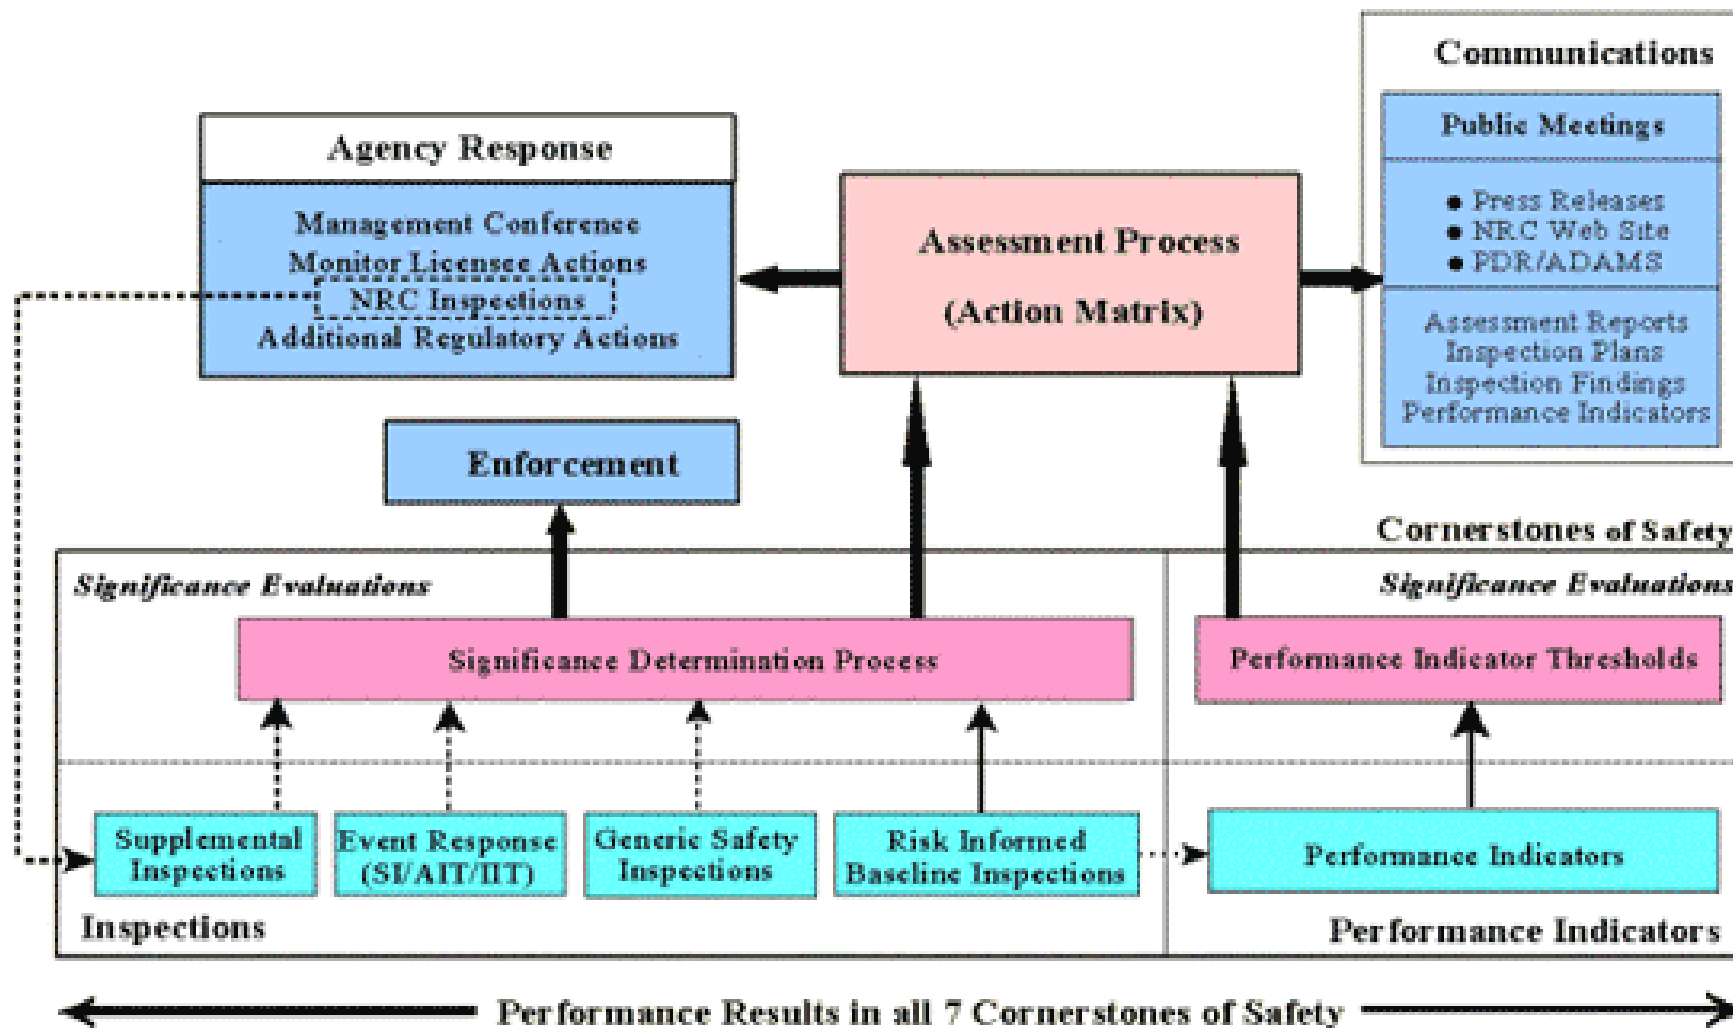 Communications
Public Meetings
● Press Releases
● NRC Web Site
● PDR/ADAMS
Assessment Reports
Inspection Plans
Inspection Findings
Performance Indicators
Agency Response
Management Conference
Monitor Licensee Actions
NRC Inspections
Additional Regulatory Actions
Assessment Process
(Action Matrix)
Enforcement
Cornerstones of Safety
Significance Evaluations
Significance Evaluations
Significance Determination Process
Performance Indicator Thresholds
Supplemental
Inspections
Event Response
(SI/AIT/IIT)
Generic Safety
Inspections
Risk Informed
Baseline Inspections
Performance Indicators
Inspections
Performance Indicators
Performance Results in all 7 Cornerstones of Safety